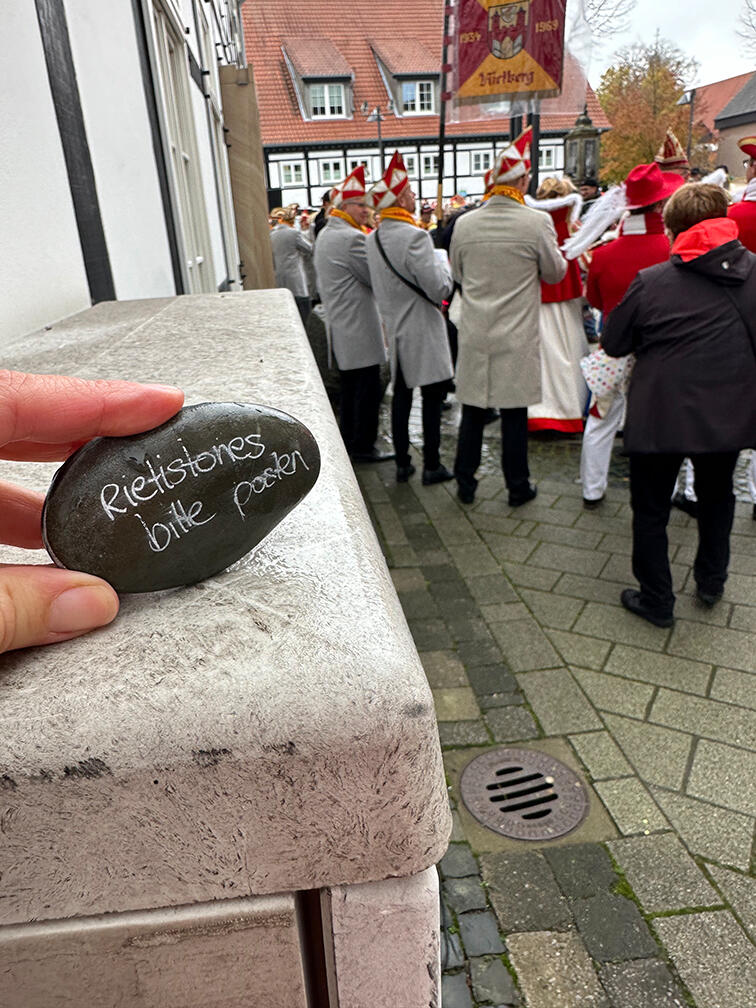 1934 1969
Rietberg
Rietistones
bitte posten